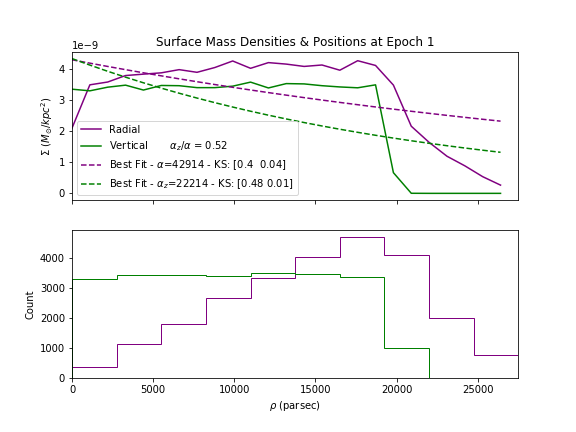 Surface Mass Densities & Positions at Epoch 1
1e−9
4
3
2
1
0
Σ (M⊙/kpc²)
Radial
Vertical αz/α = 0.52
Best Fit - α=42914 - KS: [0.4 0.04]
Best Fit - αz=22214 - KS: [0.48 0.01]
4000
3000
2000
1000
0
Count
0 5000 10000 15000 20000 25000
ρ (parsec)